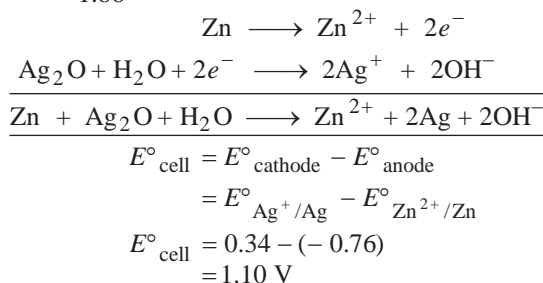 1.60
Zn ⟶ Zn²⁺ + 2e⁻
Ag₂O + H₂O + 2e⁻ ⟶ 2Ag⁺ + 2OH⁻
Zn + Ag₂O + H₂O ⟶ Zn²⁺ + 2Ag + 2OH⁻
E°cell = E°cathode − E°anode
= E°Ag⁺/Ag − E°Zn²⁺/Zn
E°cell = 0.34 – (– 0.76)
= 1.10 V